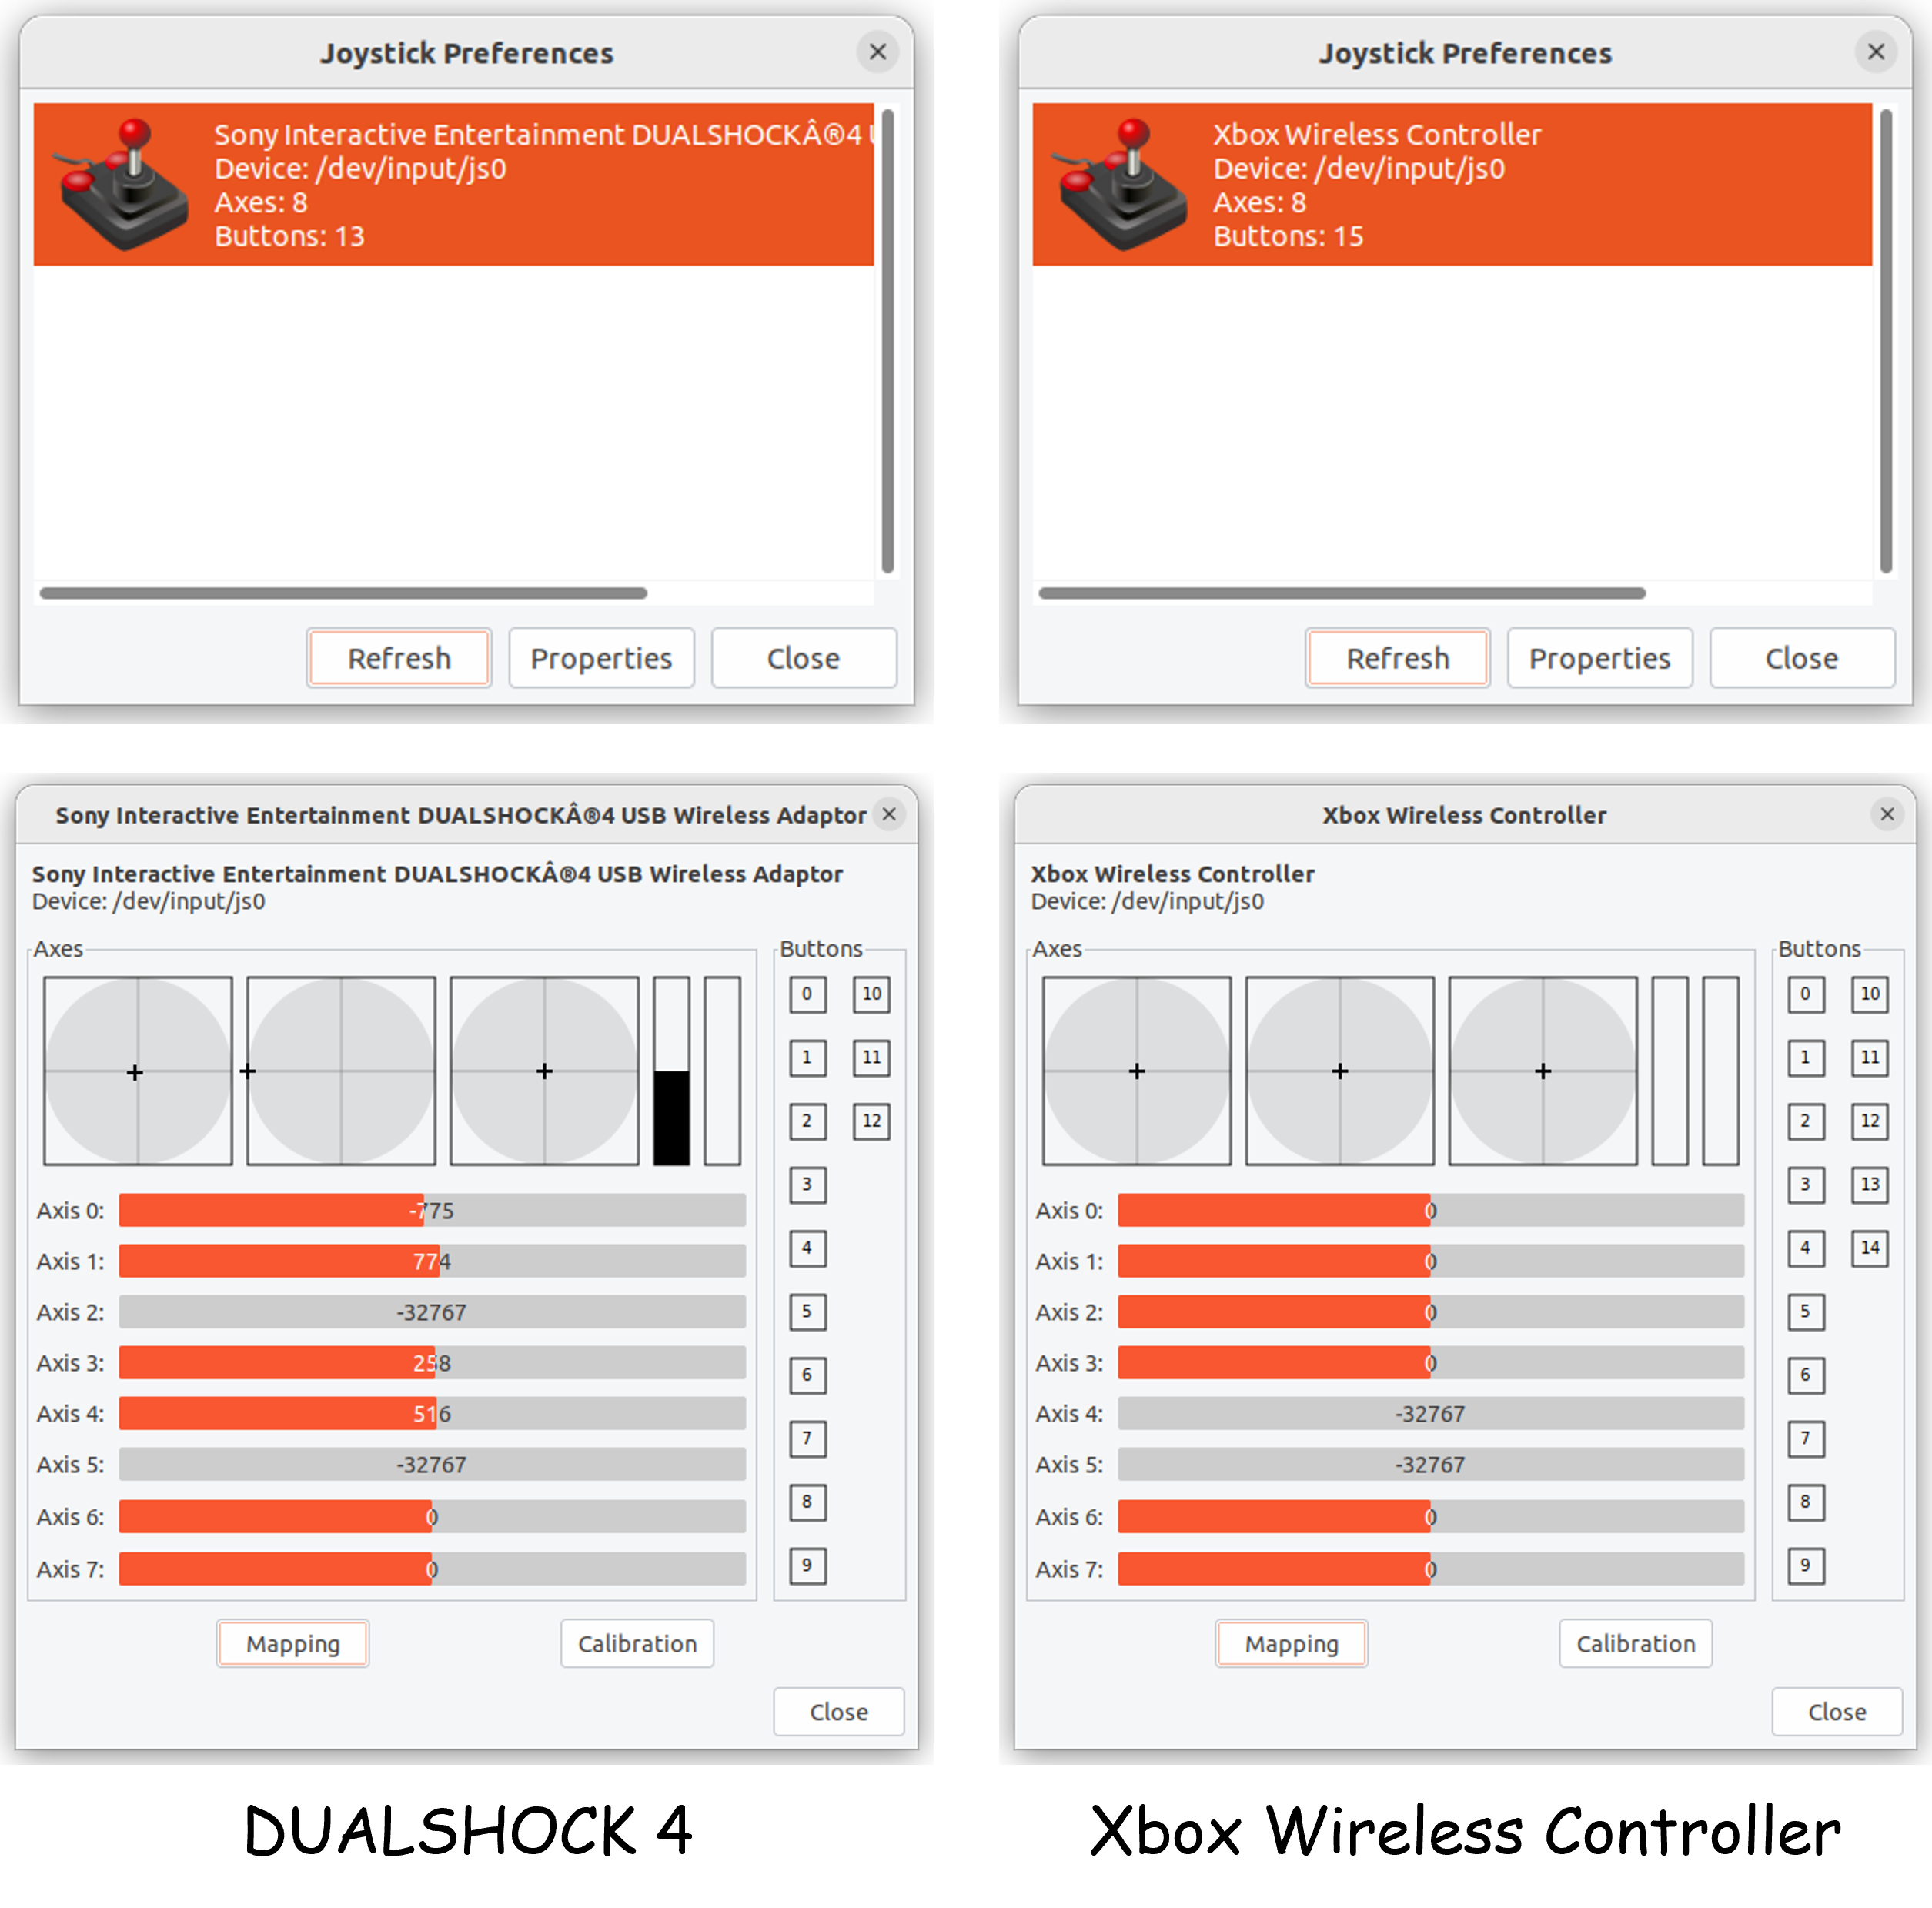 Joystick Preferences
Sony Interactive Entertainment DUALSHOCKÂ®4
Device: /dev/input/js0
Axes: 8
Buttons: 13
Refresh
Properties
Close
Joystick Preferences
Xbox Wireless Controller
Device: /dev/input/js0
Axes: 8
Buttons: 15
Refresh
Properties
Close
Sony Interactive Entertainment DUALSHOCKÂ®4 USB Wireless Adaptor
Sony Interactive Entertainment DUALSHOCKÂ®4 USB Wireless Adaptor
Device: /dev/input/js0
Axes
Axis 0: -775
Axis 1: 774
Axis 2: -32767
Axis 3: 258
Axis 4: 516
Axis 5: -32767
Axis 6: 0
Axis 7: 0
Buttons
0 10
1 11
2 12
3
4
5
6
7
8
9
Mapping
Calibration
Close
Xbox Wireless Controller
Xbox Wireless Controller
Device: /dev/input/js0
Axes
Axis 0: 0
Axis 1: 0
Axis 2: 0
Axis 3: 0
Axis 4: -32767
Axis 5: -32767
Axis 6: 0
Axis 7: 0
Buttons
0 10
1 11
2 12
3 13
4 14
5
6
7
8
9
Mapping
Calibration
Close
DUALSHOCK 4
Xbox Wireless Controller